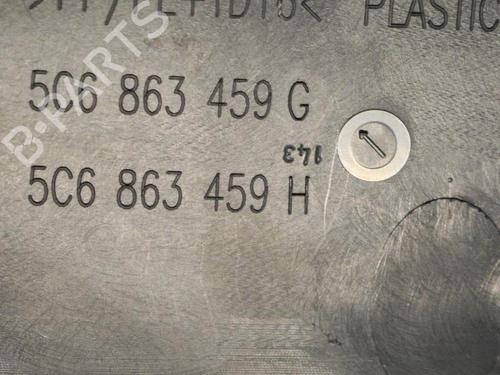 PLASTIC
5C6 863 459 G
143
5C6 863 459 H
B-PARTS